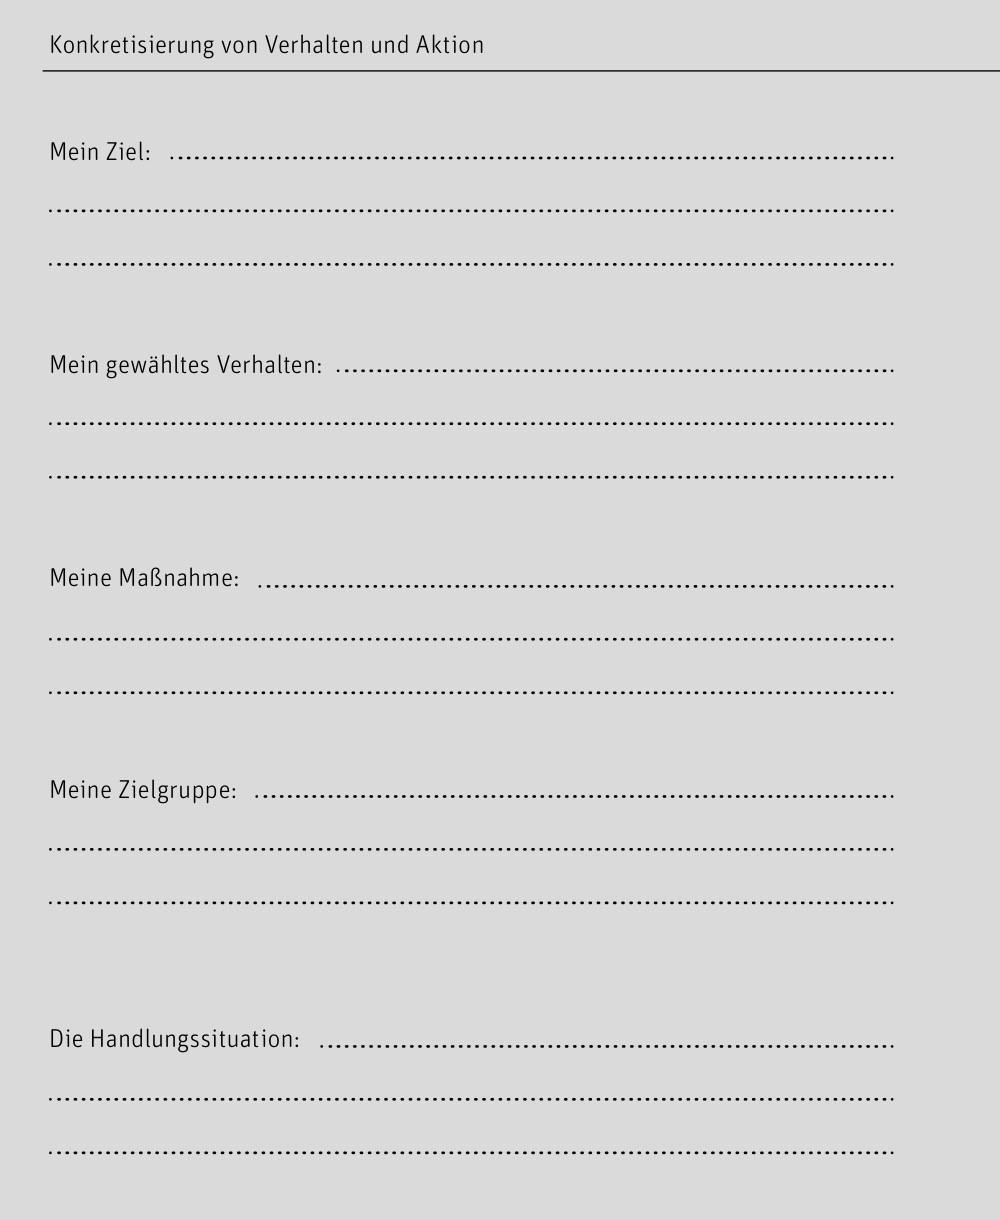 Konkretisierung von Verhalten und Aktion
Mein Ziel:
Mein gewähltes Verhalten:
Meine Maßnahme:
Meine Zielgruppe:
Die Handlungssituation: